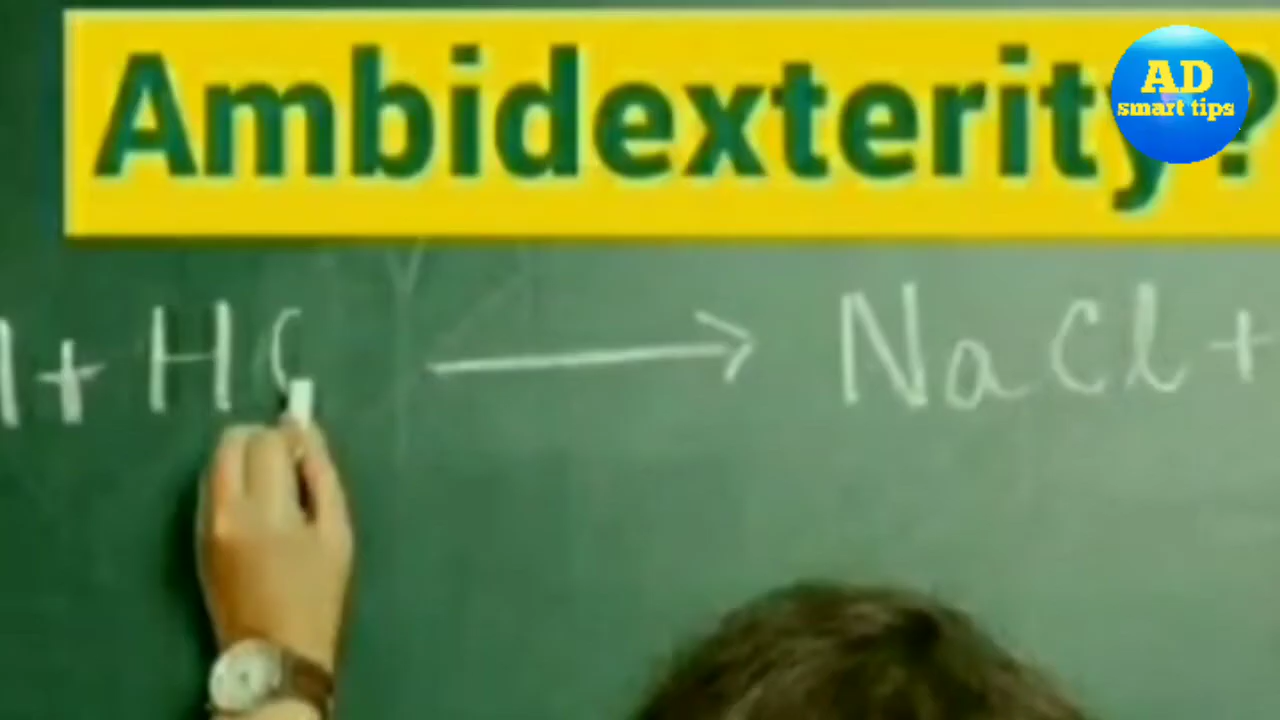 Ambidexterity?
AD
smart tips
+ HC → NaCl +